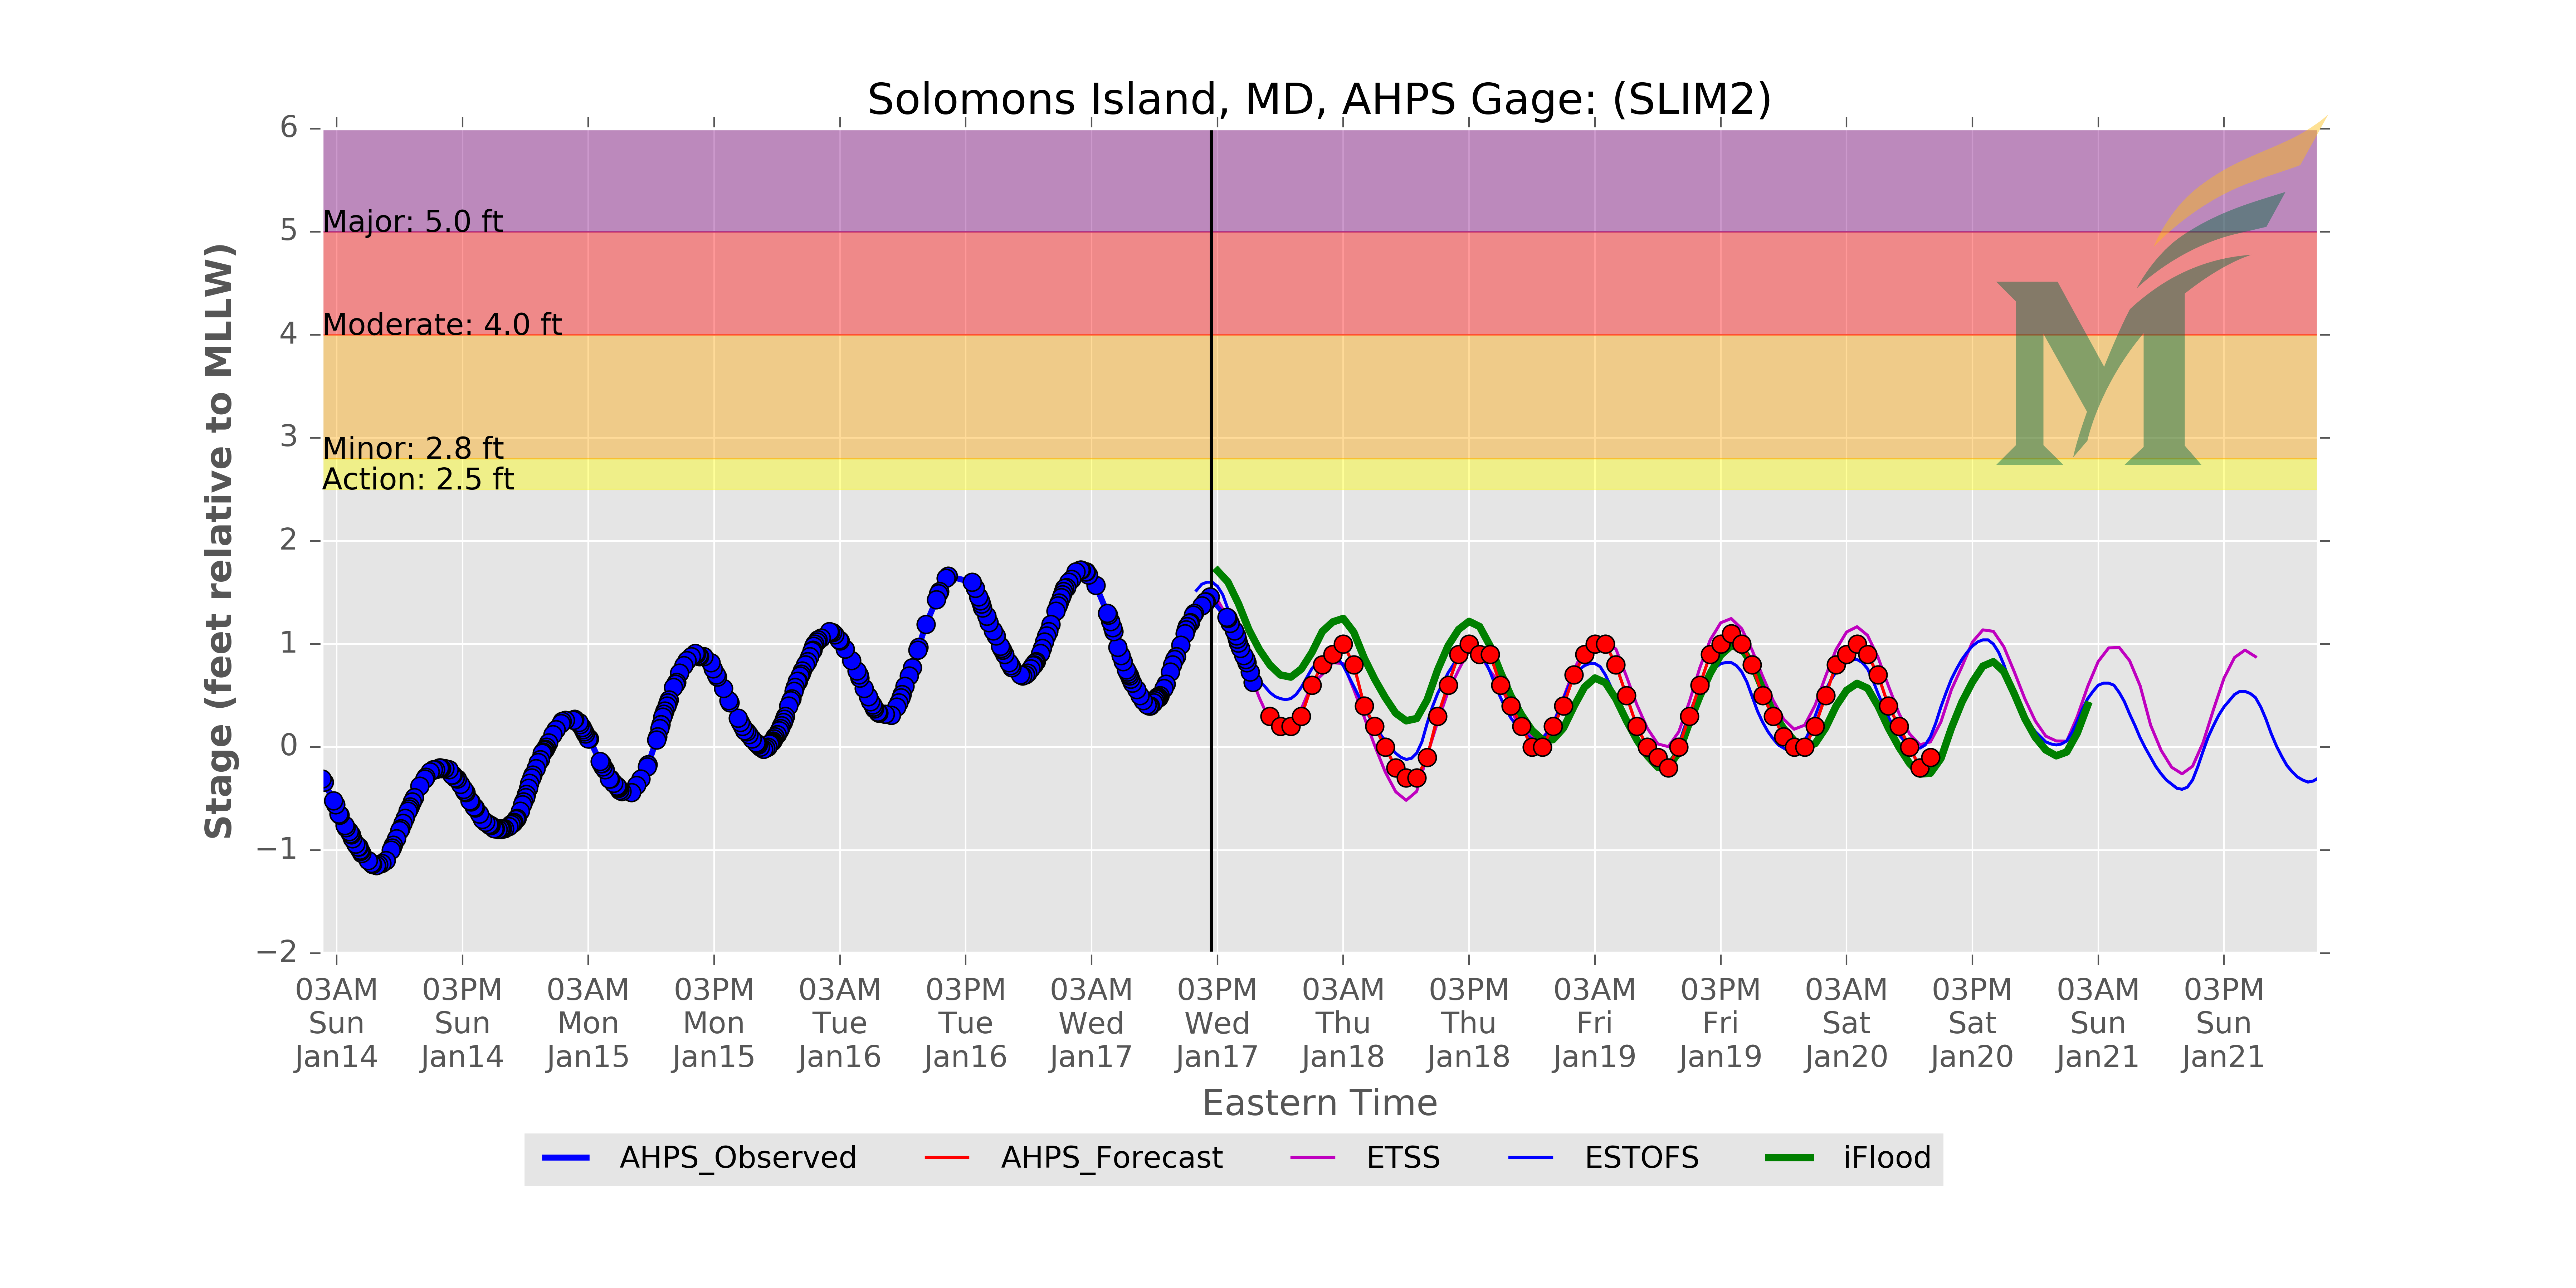 Solomons Island, MD, AHPS Gage: (SLIM2)
6
5
4
3
2
1
0
−1
−2
Stage (feet relative to MLLW)
Major: 5.0 ft
Moderate: 4.0 ft
Minor: 2.8 ft
Action: 2.5 ft
M
03AM 03PM 03AM 03PM 03AM 03PM 03AM 03PM 03AM 03PM 03AM 03PM 03AM 03PM 03AM 03PM
Sun Sun Mon Mon Tue Tue Wed Wed Thu Thu Fri Fri Sat Sat Sun Sun
Jan14 Jan14 Jan15 Jan15 Jan16 Jan16 Jan17 Jan17 Jan18 Jan18 Jan19 Jan19 Jan20 Jan20 Jan21 Jan21
Eastern Time
AHPS_Observed AHPS_Forecast ETSS ESTOFS iFlood